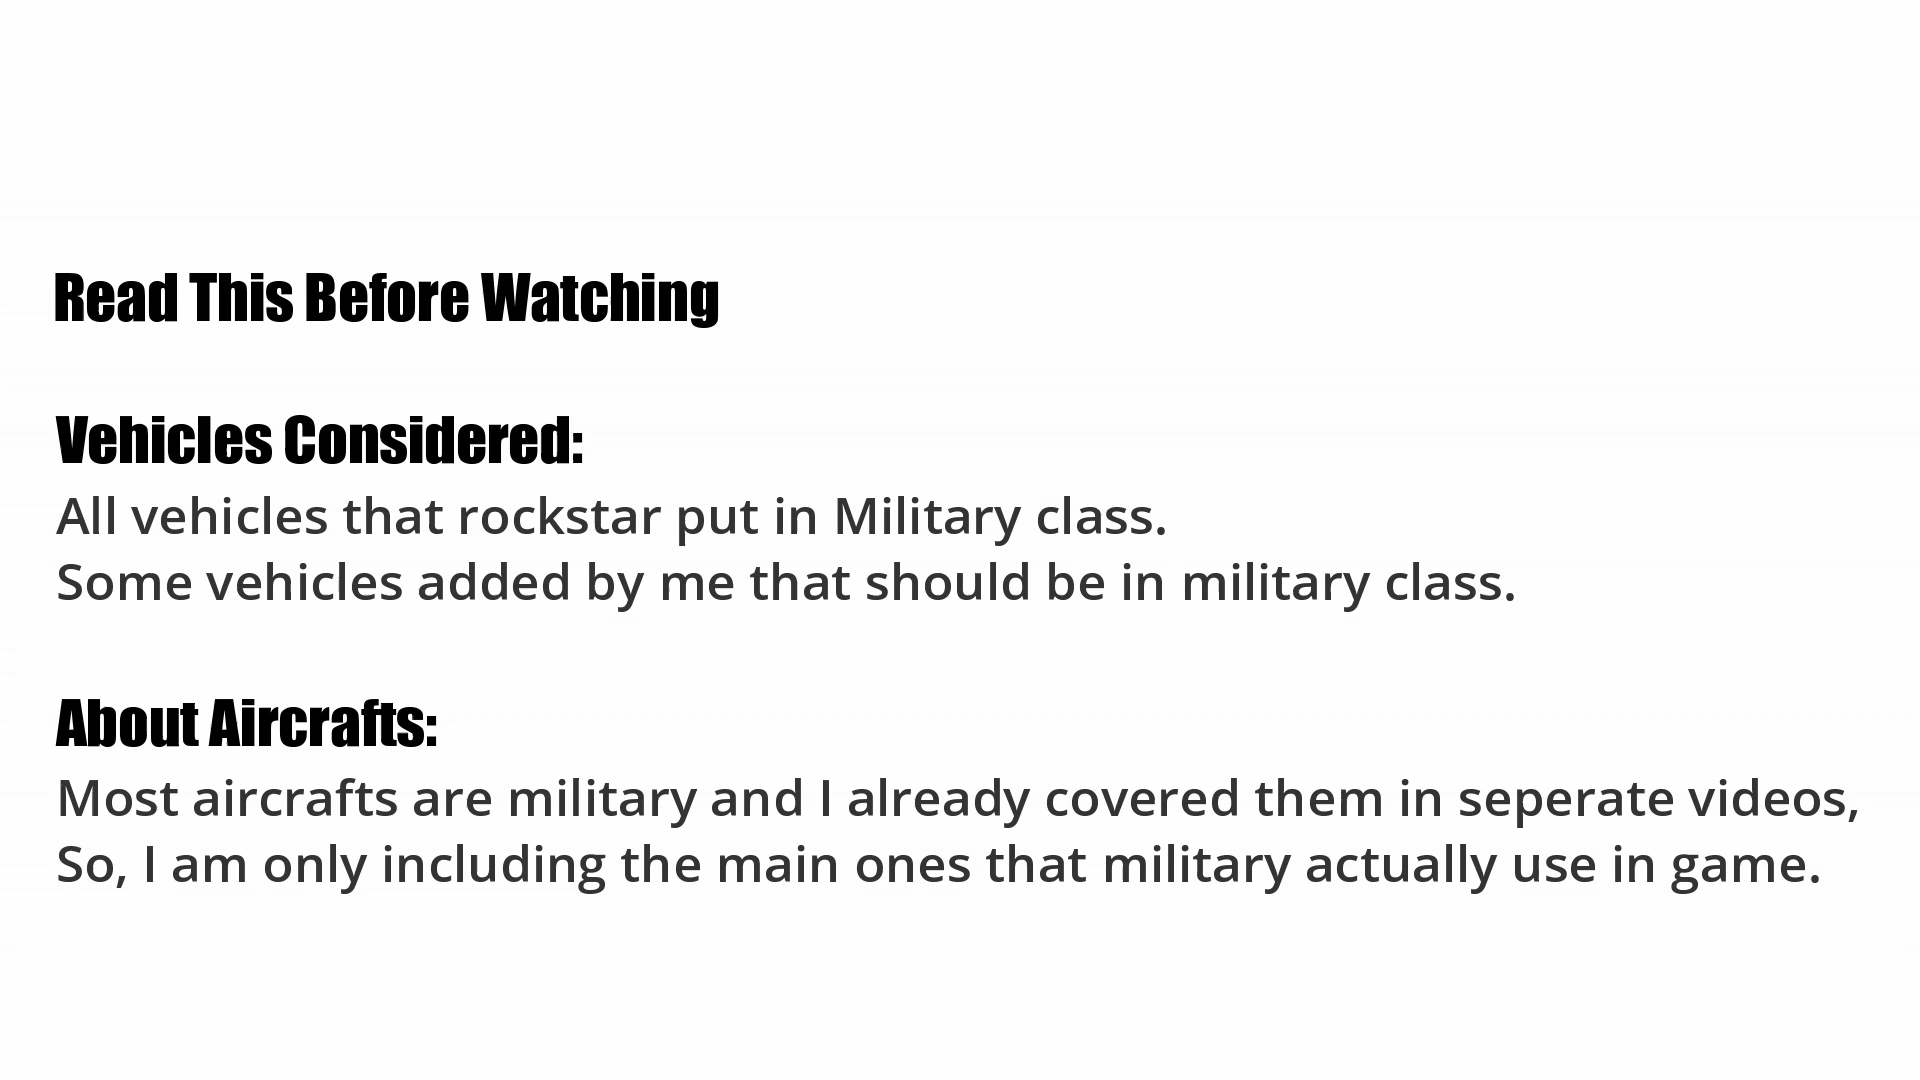 Read This Before Watching
Vehicles Considered:
All vehicles that rockstar put in Military class.
Some vehicles added by me that should be in military class.
About Aircrafts:
Most aircrafts are military and I already covered them in seperate videos,
So, I am only including the main ones that military actually use in game.